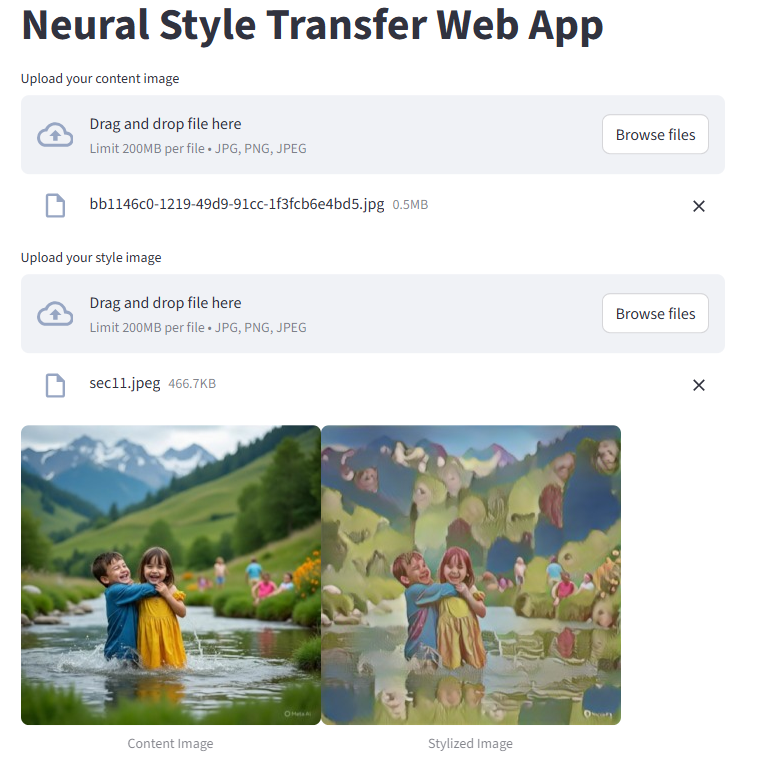 Neural Style Transfer Web App
Upload your content image
Drag and drop file here
Browse files
Limit 200MB per file • JPG, PNG, JPEG
bb1146c0-1219-49d9-91cc-1f3fcb6e4bd5.jpg 0.5MB
Upload your style image
Drag and drop file here
Browse files
Limit 200MB per file • JPG, PNG, JPEG
sec11.jpeg 466.7KB
Meta AI
Content Image
Stylized Image